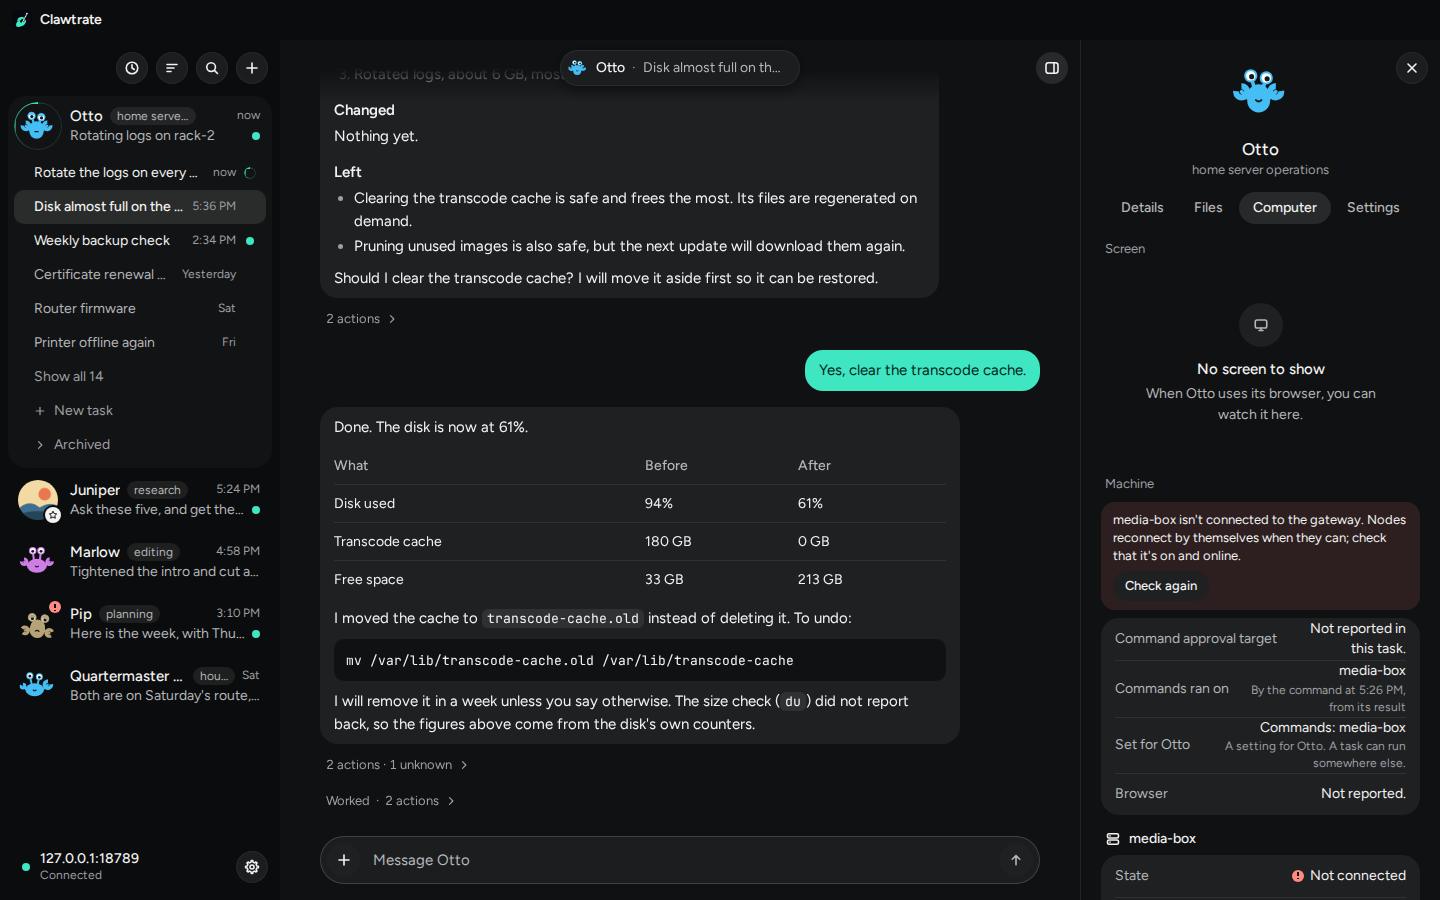 Clawtrate
Otto home serve... now
Rotating logs on rack-2
Rotate the logs on every ... now
Disk almost full on the ... 5:36 PM
Weekly backup check 2:34 PM
Certificate renewal ... Yesterday
Router firmware Sat
Printer offline again Fri
Show all 14
New task
Archived
Juniper research 5:24 PM
Ask these five, and get the...
Marlow editing 4:58 PM
Tightened the intro and cut a...
Pip planning 3:10 PM
Here is the week, with Thu...
Quartermaster ... hou... Sat
Both are on Saturday's route,...
127.0.0.1:18789
Connected
Otto · Disk almost full on th...
3. Rotated logs, about 6 GB, most
Changed
Nothing yet.
Left
• Clearing the transcode cache is safe and frees the most. Its files are regenerated on
demand.
• Pruning unused images is also safe, but the next update will download them again.
Should I clear the transcode cache? I will move it aside first so it can be restored.
2 actions
Yes, clear the transcode cache.
Done. The disk is now at 61%.
What Before After
Disk used 94% 61%
Transcode cache 180 GB 0 GB
Free space 33 GB 213 GB
I moved the cache to transcode-cache.old instead of deleting it. To undo:
mv /var/lib/transcode-cache.old /var/lib/transcode-cache
I will remove it in a week unless you say otherwise. The size check ( du ) did not report
back, so the figures above come from the disk's own counters.
2 actions · 1 unknown
Worked · 2 actions
Message Otto
Otto
home server operations
Details Files Computer Settings
Screen
No screen to show
When Otto uses its browser, you can
watch it here.
Machine
media-box isn't connected to the gateway. Nodes
reconnect by themselves when they can; check
that it's on and online.
Check again
Command approval target Not reported in
this task.
Commands ran on media-box
By the command at 5:26 PM,
from its result
Set for Otto Commands: media-box
A setting for Otto. A task can run
somewhere else.
Browser Not reported.
media-box
State Not connected